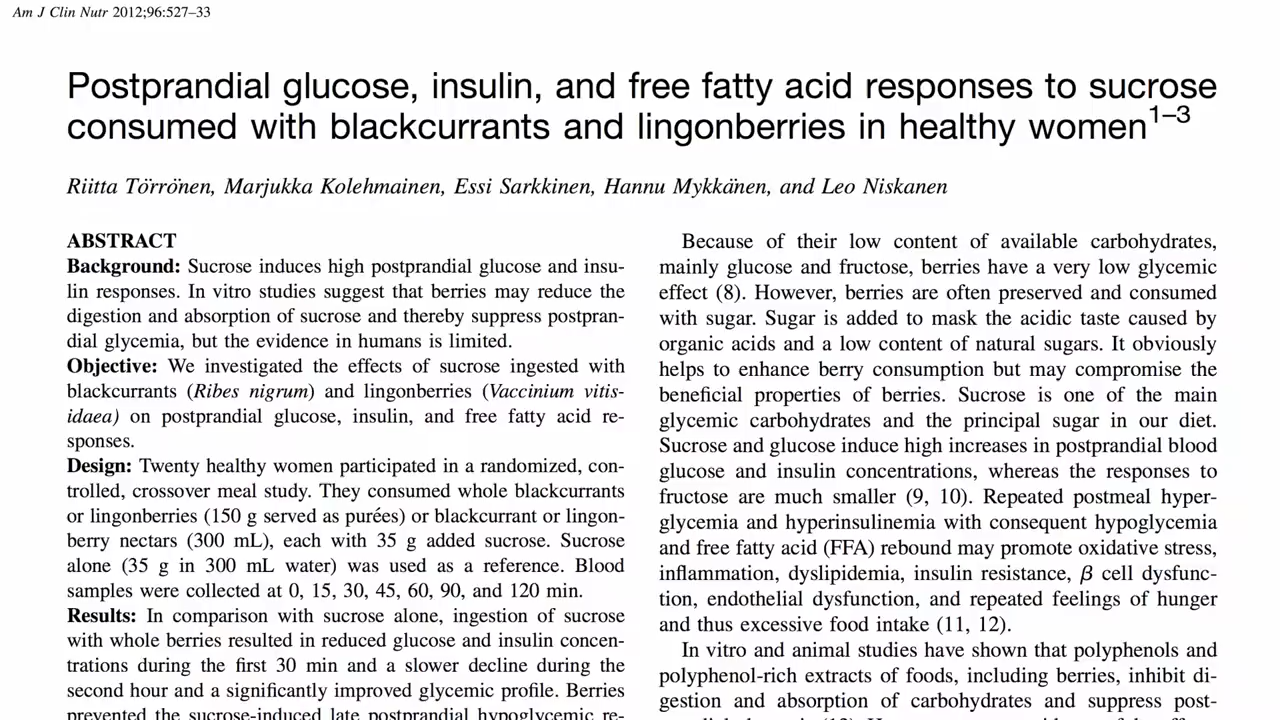 Am J Clin Nutr 2012;96:527–33
Postprandial glucose, insulin, and free fatty acid responses to sucrose
consumed with blackcurrants and lingonberries in healthy women1–3
Riitta Törrönen, Marjukka Kolehmainen, Essi Sarkkinen, Hannu Mykkänen, and Leo Niskanen
ABSTRACT
Background: Sucrose induces high postprandial glucose and insu-
lin responses. In vitro studies suggest that berries may reduce the
digestion and absorption of sucrose and thereby suppress postpran-
dial glycemia, but the evidence in humans is limited.
Objective: We investigated the effects of sucrose ingested with
blackcurrants (Ribes nigrum) and lingonberries (Vaccinium vitis-
idaea) on postprandial glucose, insulin, and free fatty acid re-
sponses.
Design: Twenty healthy women participated in a randomized, con-
trolled, crossover meal study. They consumed whole blackcurrants
or lingonberries (150 g served as purées) or blackcurrant or lingon-
berry nectars (300 mL), each with 35 g added sucrose. Sucrose
alone (35 g in 300 mL water) was used as a reference. Blood
samples were collected at 0, 15, 30, 45, 60, 90, and 120 min.
Results: In comparison with sucrose alone, ingestion of sucrose
with whole berries resulted in reduced glucose and insulin concen-
trations during the first 30 min and a slower decline during the
second hour and a significantly improved glycemic profile. Berries
prevented the sucrose-induced late postprandial hypoglycemic re-
Because of their low content of available carbohydrates,
mainly glucose and fructose, berries have a very low glycemic
effect (8). However, berries are often preserved and consumed
with sugar. Sugar is added to mask the acidic taste caused by
organic acids and a low content of natural sugars. It obviously
helps to enhance berry consumption but may compromise the
beneficial properties of berries. Sucrose is one of the main
glycemic carbohydrates and the principal sugar in our diet.
Sucrose and glucose induce high increases in postprandial blood
glucose and insulin concentrations, whereas the responses to
fructose are much smaller (9, 10). Repeated postmeal hyper-
glycemia and hyperinsulinemia with consequent hypoglycemia
and free fatty acid (FFA) rebound may promote oxidative stress,
inflammation, dyslipidemia, insulin resistance, β cell dysfunc-
tion, endothelial dysfunction, and repeated feelings of hunger
and thus excessive food intake (11, 12).
In vitro and animal studies have shown that polyphenols and
polyphenol-rich extracts of foods, including berries, inhibit di-
gestion and absorption of carbohydrates and suppress post-